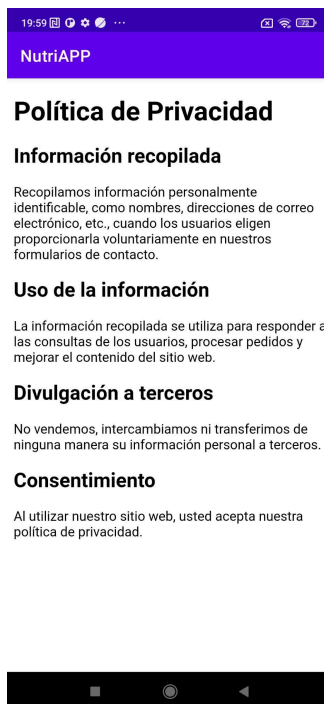 19:59
72
NutriAPP
Política de Privacidad
Información recopilada
Recopilamos información personalmente
identificable, como nombres, direcciones de correo
electrónico, etc., cuando los usuarios eligen
proporcionarla voluntariamente en nuestros
formularios de contacto.
Uso de la información
La información recopilada se utiliza para responder a
las consultas de los usuarios, procesar pedidos y
mejorar el contenido del sitio web.
Divulgación a terceros
No vendemos, intercambiamos ni transferimos de
ninguna manera su información personal a terceros.
Consentimiento
Al utilizar nuestro sitio web, usted acepta nuestra
política de privacidad.